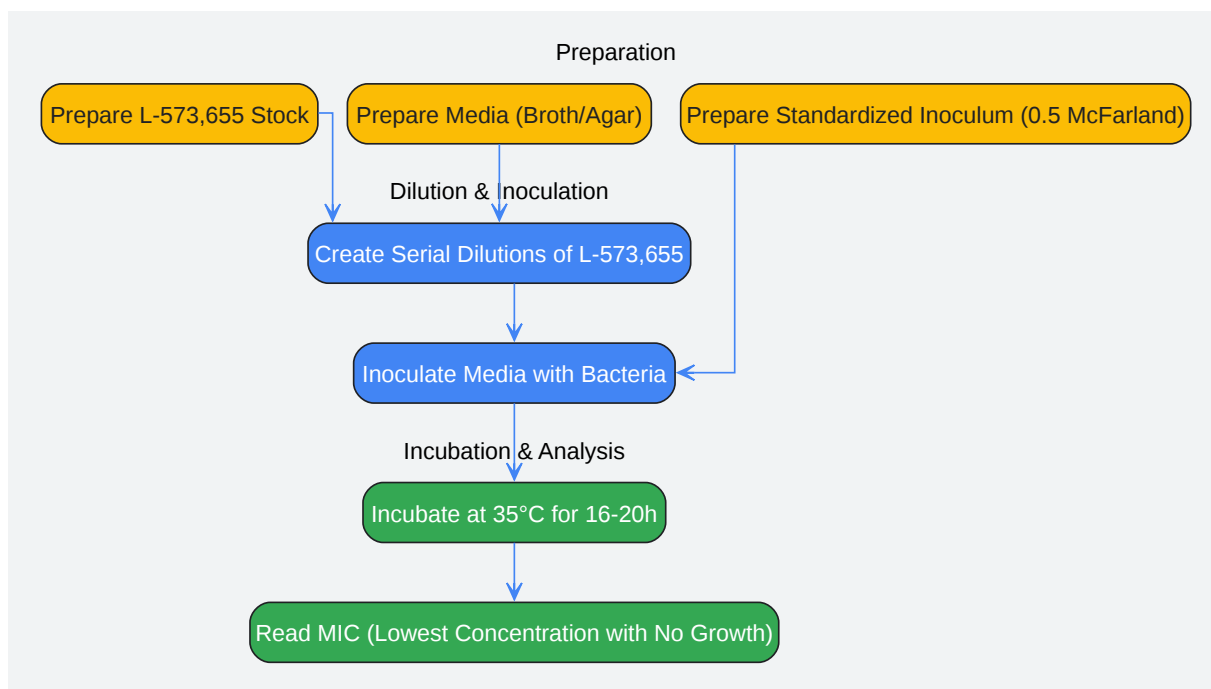 Preparation
Prepare L-573,655 Stock
Prepare Media (Broth/Agar)
Prepare Standardized Inoculum (0.5 McFarland)
Dilution & Inoculation
Create Serial Dilutions of L-573,655
Inoculate Media with Bacteria
Incubation & Analysis
Incubate at 35°C for 16-20h
Read MIC (Lowest Concentration with No Growth)